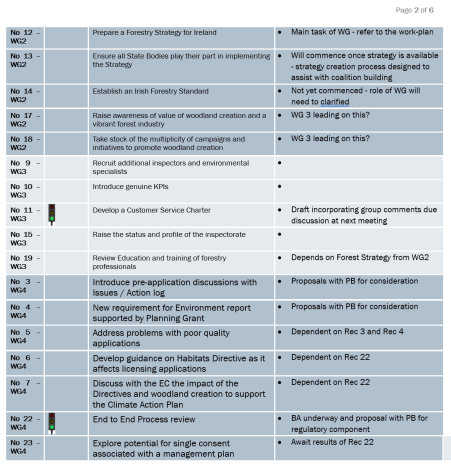 Page 2 of 6
No 12 – WG2 Prepare a Forestry Strategy for Ireland • Main task of WG - refer to the work-plan
No 13 – WG2 Ensure all State Bodies play their part in implementing the Strategy • Will commence once strategy is available - strategy creation process designed to assist with coalition building
No 14 – WG2 Establish an Irish Forestry Standard • Not yet commenced - role of WG will need to clarified
No 17 – WG2 Raise awareness of value of woodland creation and a vibrant forest industry • WG 3 leading on this?
No 18 – WG2 Take stock of the multiplicity of campaigns and initiatives to promote woodland creation • WG 3 leading on this?
No 9 – WG3 Recruit additional inspectors and environmental specialists •
No 10 – WG3 Introduce genuine KPIs •
No 11 – WG3 Develop a Customer Service Charter • Draft incorporating group comments due discussion at next meeting
No 15 – WG3 Raise the status and profile of the inspectorate •
No 19 – WG3 Review Education and training of forestry professionals • Depends on Forest Strategy from WG2
No 3 – WG4 Introduce pre-application discussions with Issues / Action log • Proposals with PB for consideration
No 4 – WG4 New requirement for Environment report supported by Planning Grant • Proposals with PB for consideration
No 5 – WG4 Address problems with poor quality applications • Dependent on Rec 3 and Rec 4
No 6 – WG4 Develop guidance on Habitats Directive as it affects licensing applications • Dependent on Rec 22
No 7 – WG4 Discuss with the EC the impact of the Directives and woodland creation to support the Climate Action Plan • Dependent on Rec 22
No 22 – WG4 End to End Process review • BA underway and proposal with PB for regulatory component
No 23 – WG4 Explore potential for single consent associated with a management plan • Await results of Rec 22